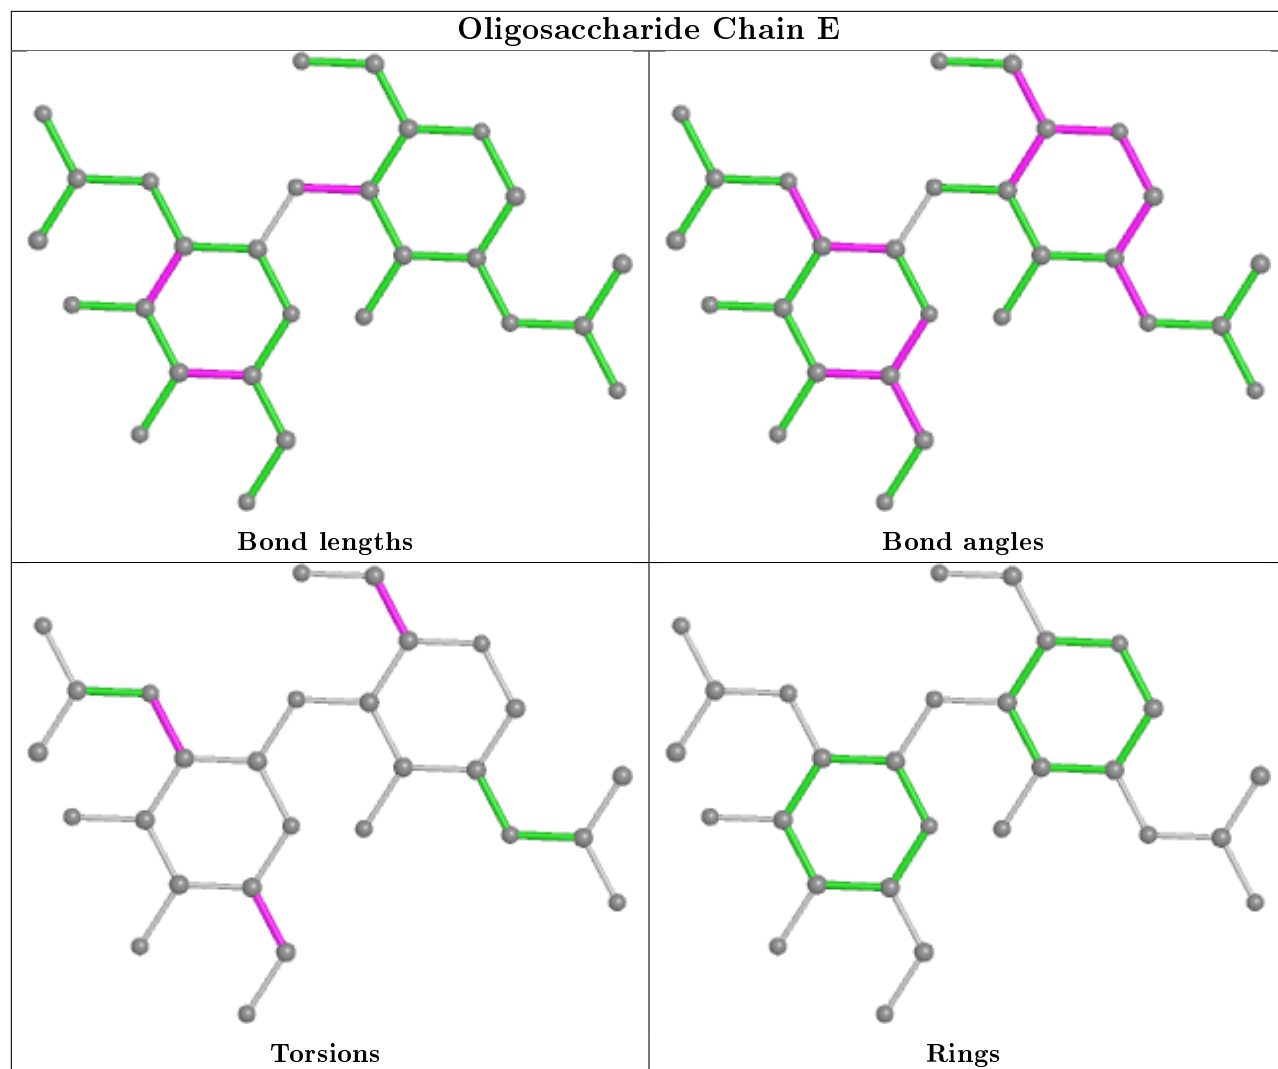 Oligosaccharide Chain E
Bond lengths
Bond angles
Torsions
Rings